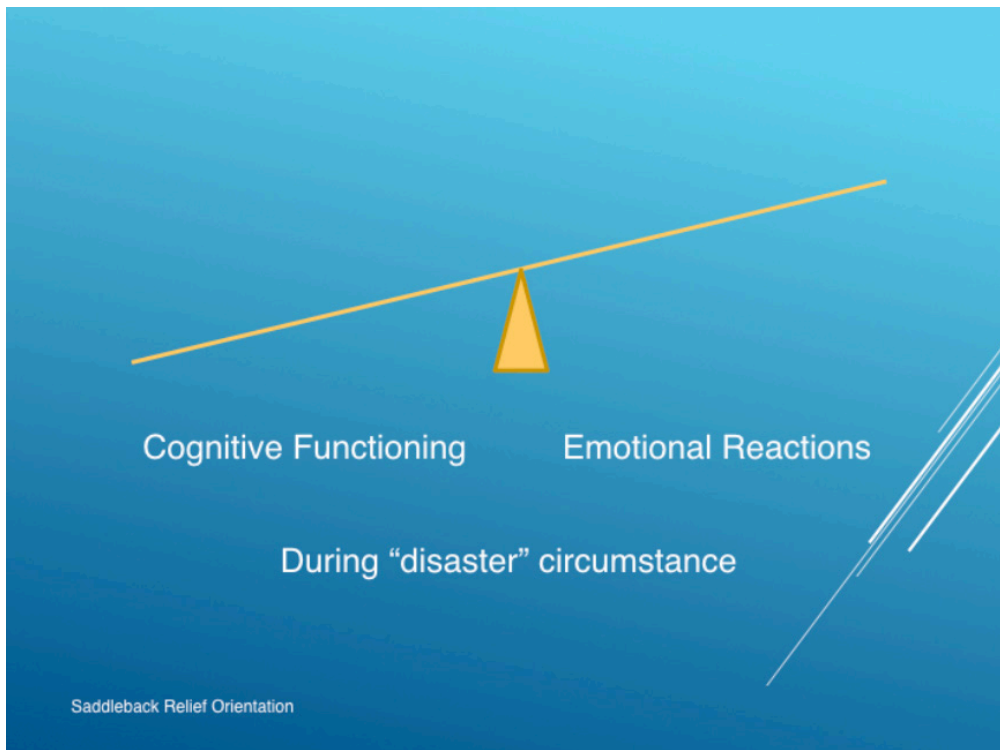 Cognitive Functioning
Emotional Reactions
During “disaster” circumstance
Saddleback Relief Orientation